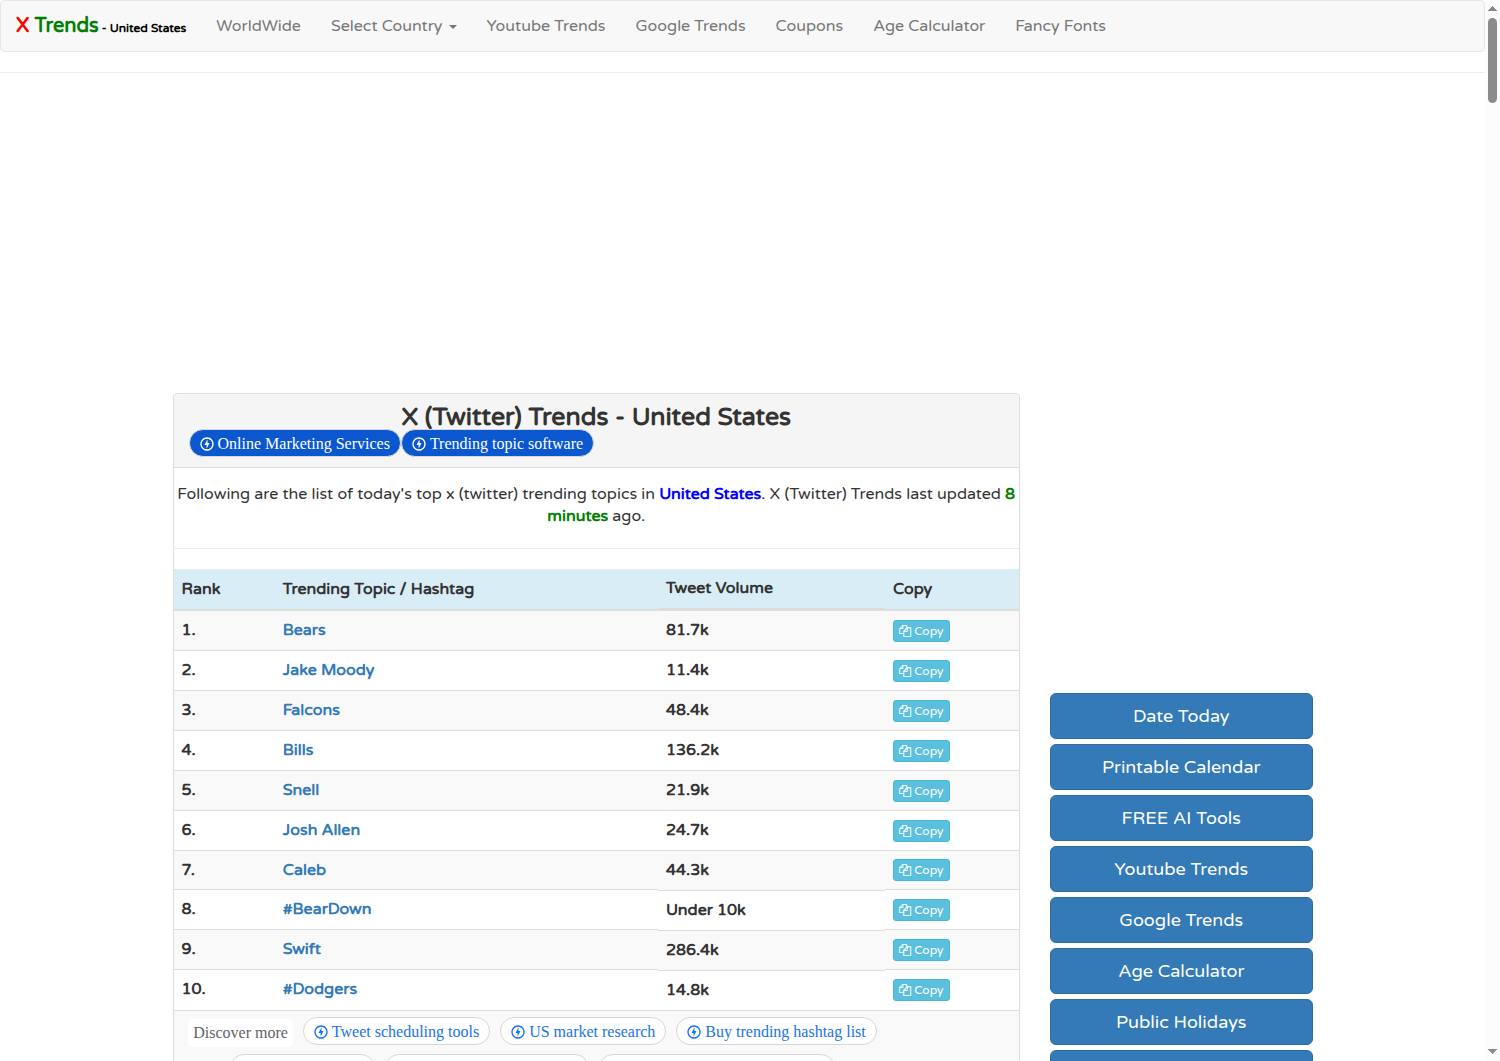 X Trends - United States WorldWide Select Country Youtube Trends Google Trends Coupons Age Calculator Fancy Fonts
X (Twitter) Trends - United States
Online Marketing Services Trending topic software
Following are the list of today's top x (twitter) trending topics in United States. X (Twitter) Trends last updated 8
minutes ago.
Rank Trending Topic / Hashtag Tweet Volume Copy
1. Bears 81.7k Copy
2. Jake Moody 11.4k Copy
3. Falcons 48.4k Copy
4. Bills 136.2k Copy
5. Snell 21.9k Copy
6. Josh Allen 24.7k Copy
7. Caleb 44.3k Copy
8. #BearDown Under 10k Copy
9. Swift 286.4k Copy
10. #Dodgers 14.8k Copy
Discover more Tweet scheduling tools US market research Buy trending hashtag list
Date Today
Printable Calendar
FREE AI Tools
Youtube Trends
Google Trends
Age Calculator
Public Holidays